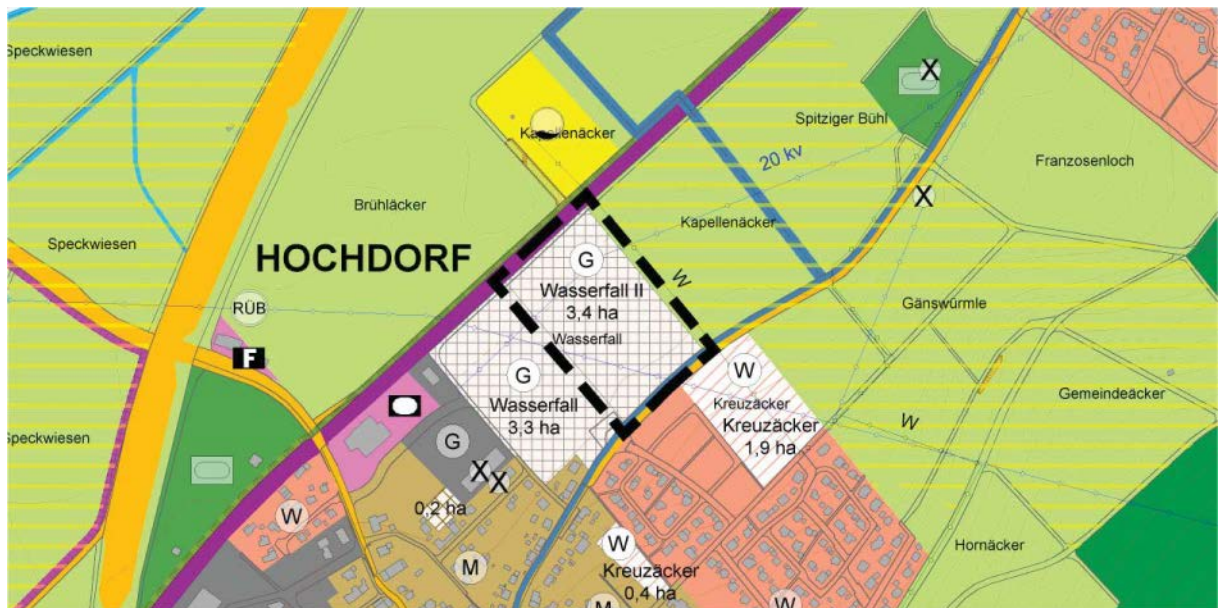 Speckwiesen
X
Kapellenäcker
Spitziger Bühl
20 kv
Franzosenloch
Brühläcker
X
Kapellenäcker
Speckwiesen
HOCHDORF
G
W
Wasserfall II
3,4 ha
Gänswürmle
RÜB
Wasserfall
F
W
G
Kreuzäcker
Gemeindeäcker
Wasserfall
3,3 ha
Kreuzäcker
1,9 ha
W
Speckwiesen
G
X
X
0,2 ha
W
W
Hornäcker
M
Kreuzäcker
0,4 ha
M
W